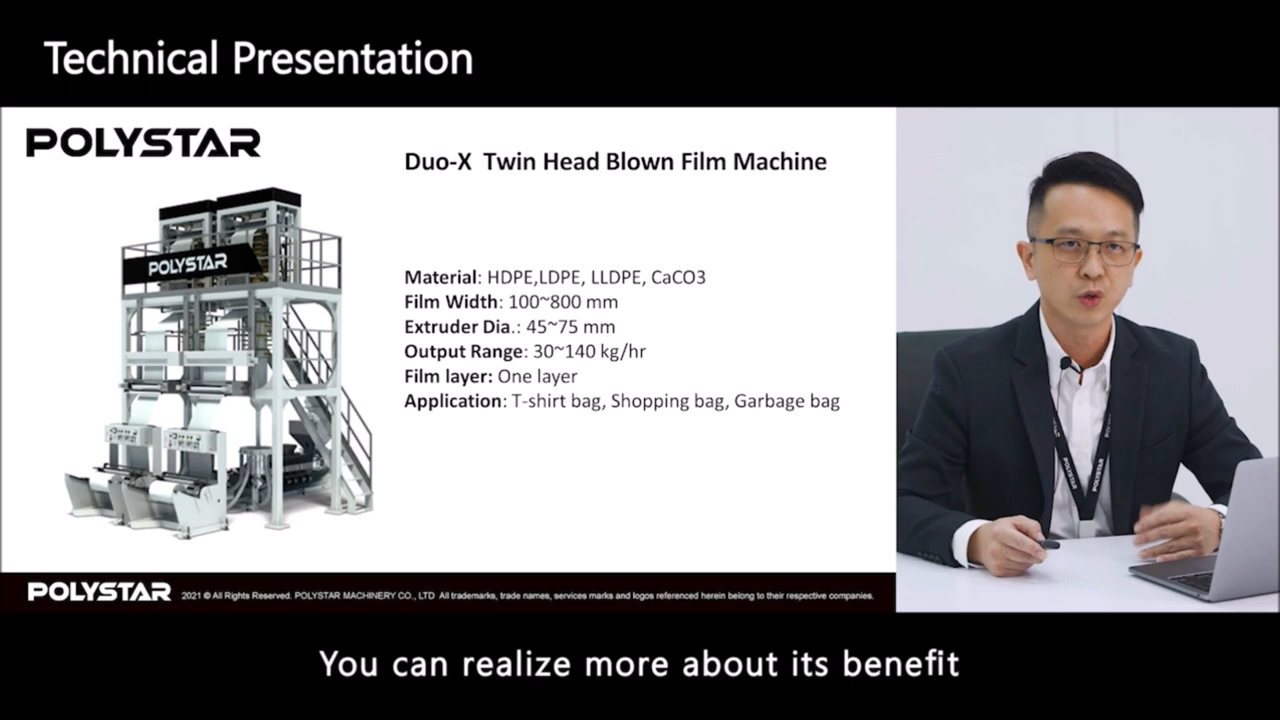 Technical Presentation
POLYSTAR
Duo-X Twin Head Blown Film Machine
POLYSTAR
Material: HDPE,LDPE, LLDPE, CaCO3
Film Width: 100~800 mm
Extruder Dia.: 45~75 mm
Output Range: 30~140 kg/hr
Film layer: One layer
Application: T-shirt bag, Shopping bag, Garbage bag
POLYSTAR
POLYSTAR
POLYSTAR 2021 © All Rights Reserved. POLYSTAR MACHINERY CO., LTD All trademarks, trade names, services marks and logos referenced herein belong to their respective companies.
You can realize more about its benefit